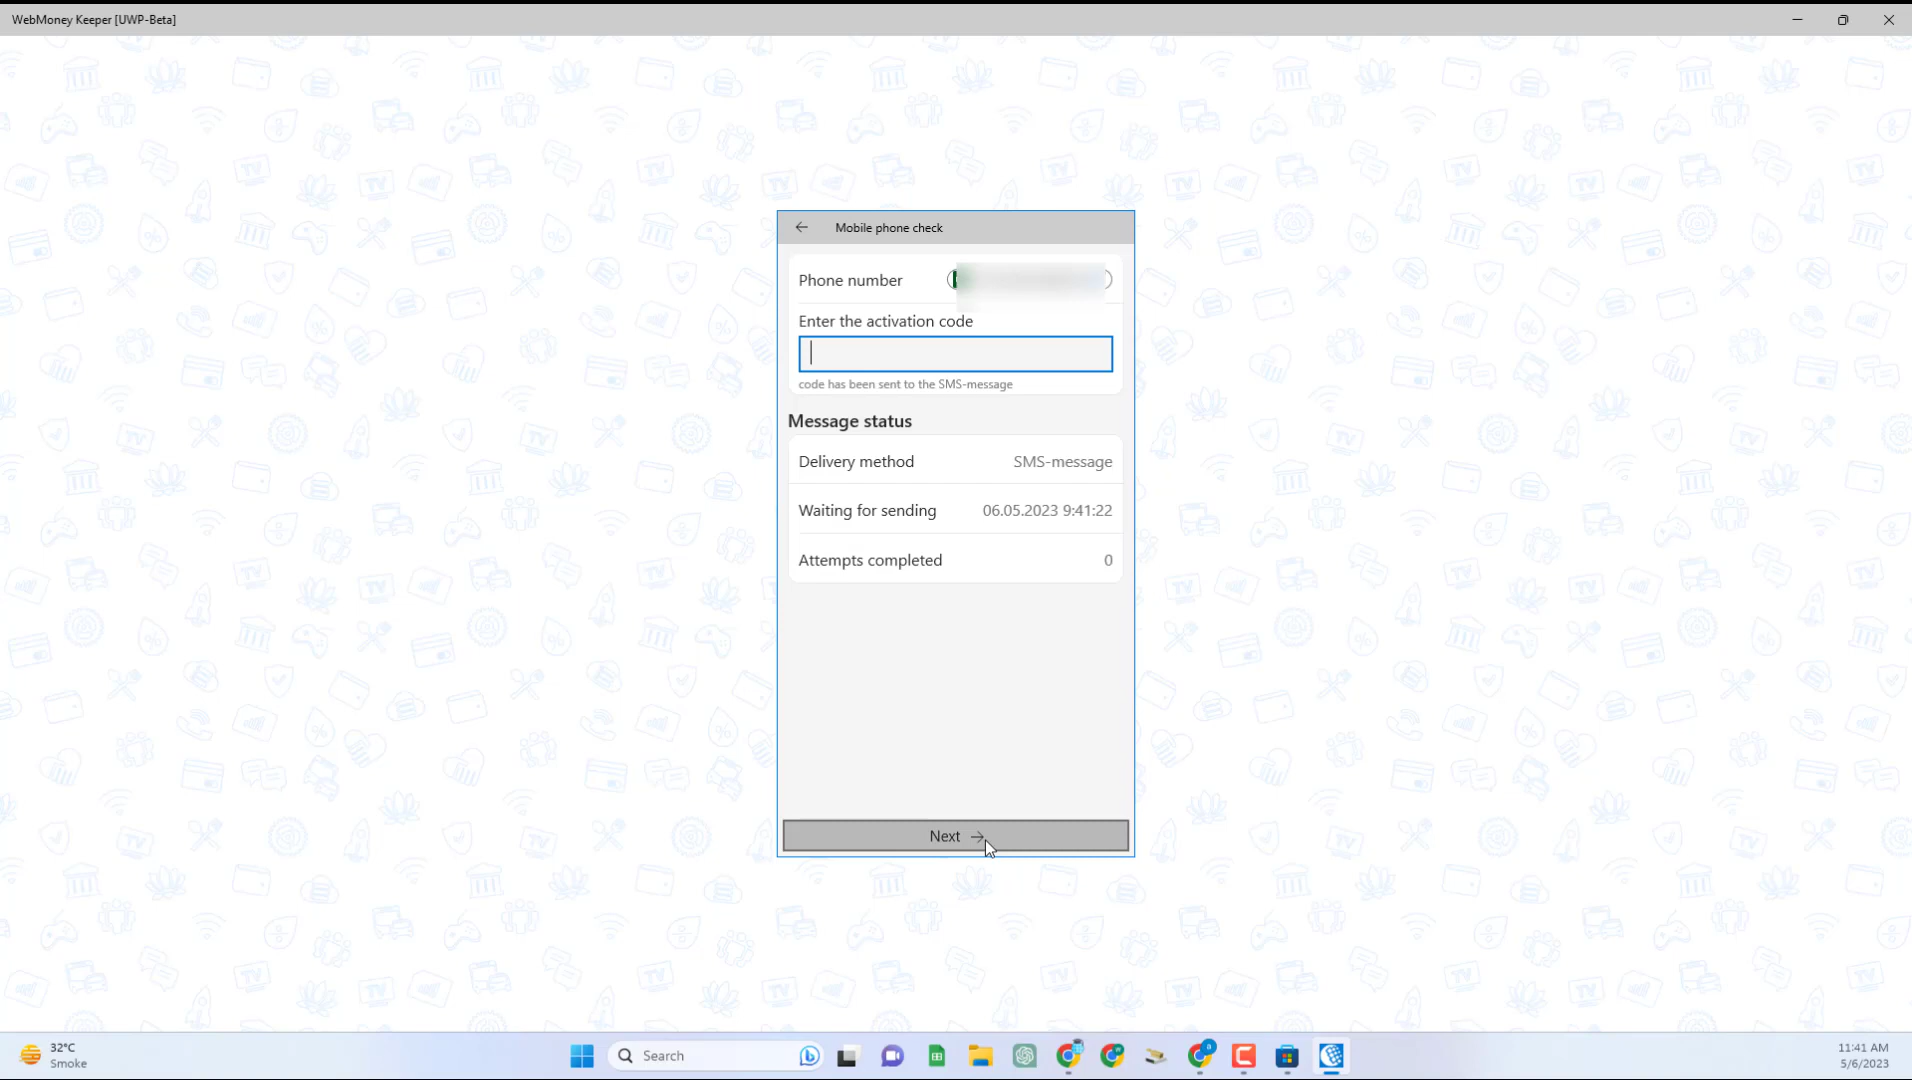 WebMoney Keeper [UWP-Beta]
Mobile phone check
Phone number
Enter the activation code
code has been sent to the SMS-message
Message status
Delivery method SMS-message
Waiting for sending 06.05.2023 9:41:22
Attempts completed 0
Next
32°C
Smoke
Search
11:41 AM
5/6/2023